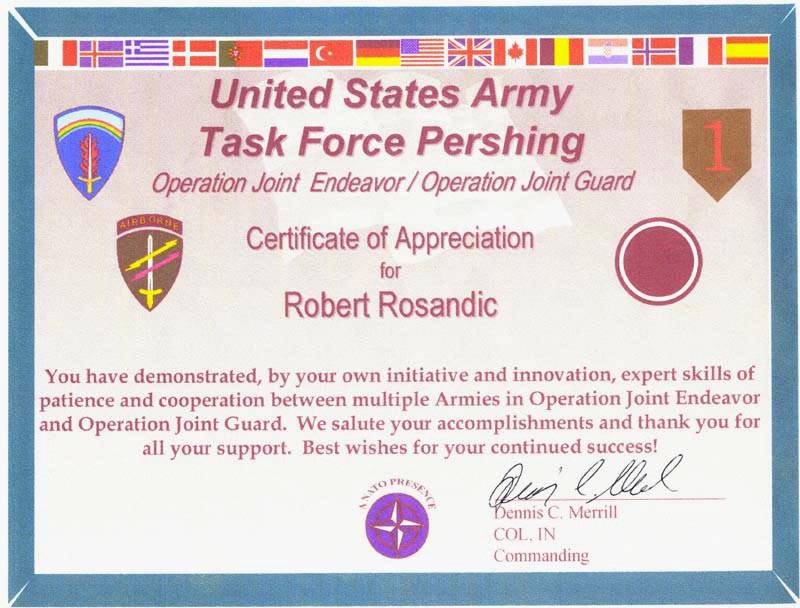 United States Army
Task Force Pershing
Operation Joint Endeavor / Operation Joint Guard
1
AIRBORNE
Certificate of Appreciation
for
Robert Rosandic
You have demonstrated, by your own initiative and innovation, expert skills of
patience and cooperation between multiple Armies in Operation Joint Endeavor
and Operation Joint Guard. We salute your accomplishments and thank you for
all your support. Best wishes for your continued success!
A NATO PRESENCE
Dennis C. Merrill
COL, IN
Commanding